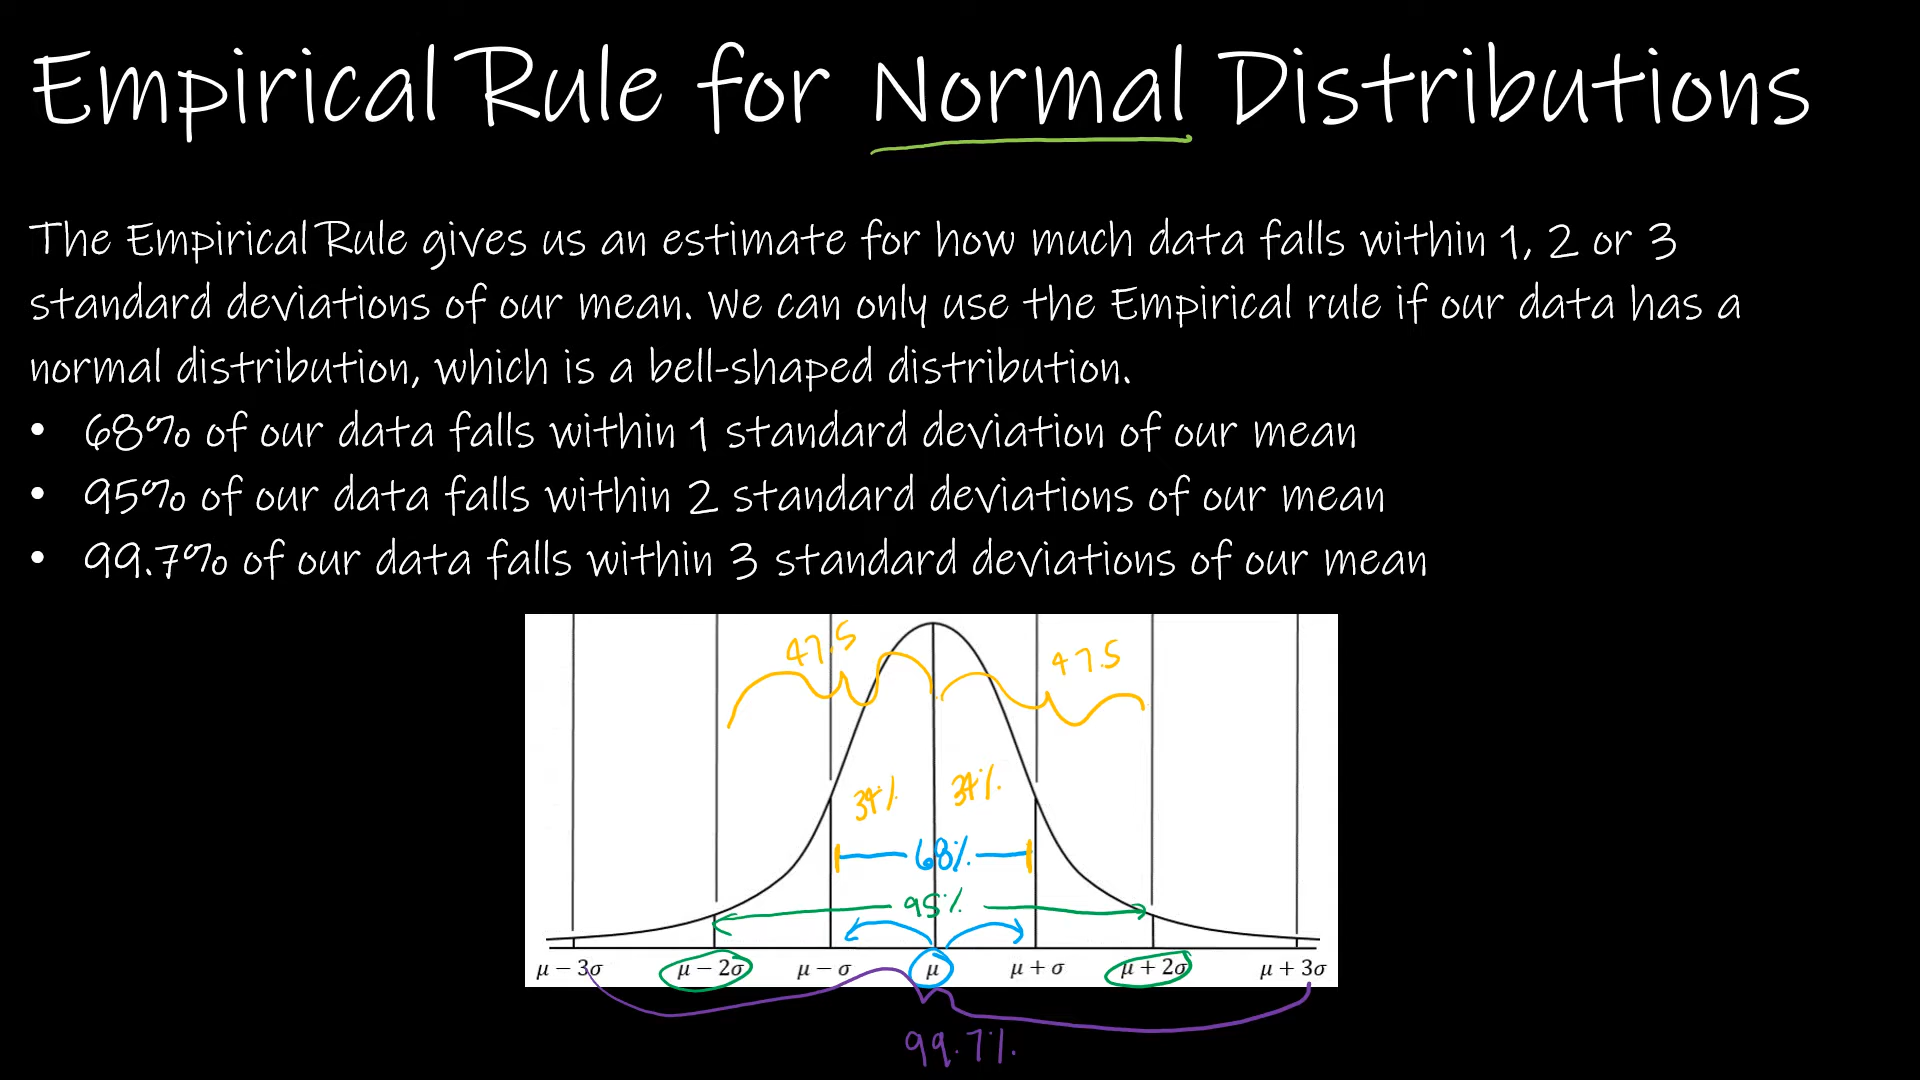 Empirical Rule for Normal Distributions
The Empirical Rule gives us an estimate for how much data falls within 1, 2 or 3
standard deviations of our mean. We can only use the Empirical rule if our data has a
normal distribution, which is a bell-shaped distribution.
• 68% of our data falls within 1 standard deviation of our mean
• 95% of our data falls within 2 standard deviations of our mean
• 99.7% of our data falls within 3 standard deviations of our mean
47.5 47.5
34% 34%
68%
95%
μ − 3σ μ − 2σ μ − σ μ μ + σ μ + 2σ μ + 3σ
99.7%